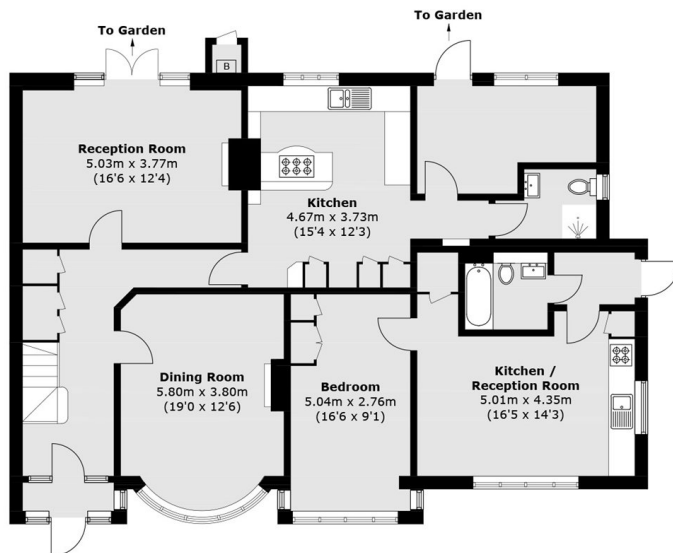 To Garden
To Garden
B
Reception Room
5.03m x 3.77m
(16'6 x 12'4)
Kitchen
4.67m x 3.73m
(15'4 x 12'3)
Dining Room
5.80m x 3.80m
(19'0 x 12'6)
Bedroom
5.04m x 2.76m
(16'6 x 9'1)
Kitchen /
Reception Room
5.01m x 4.35m
(16'5 x 14'3)